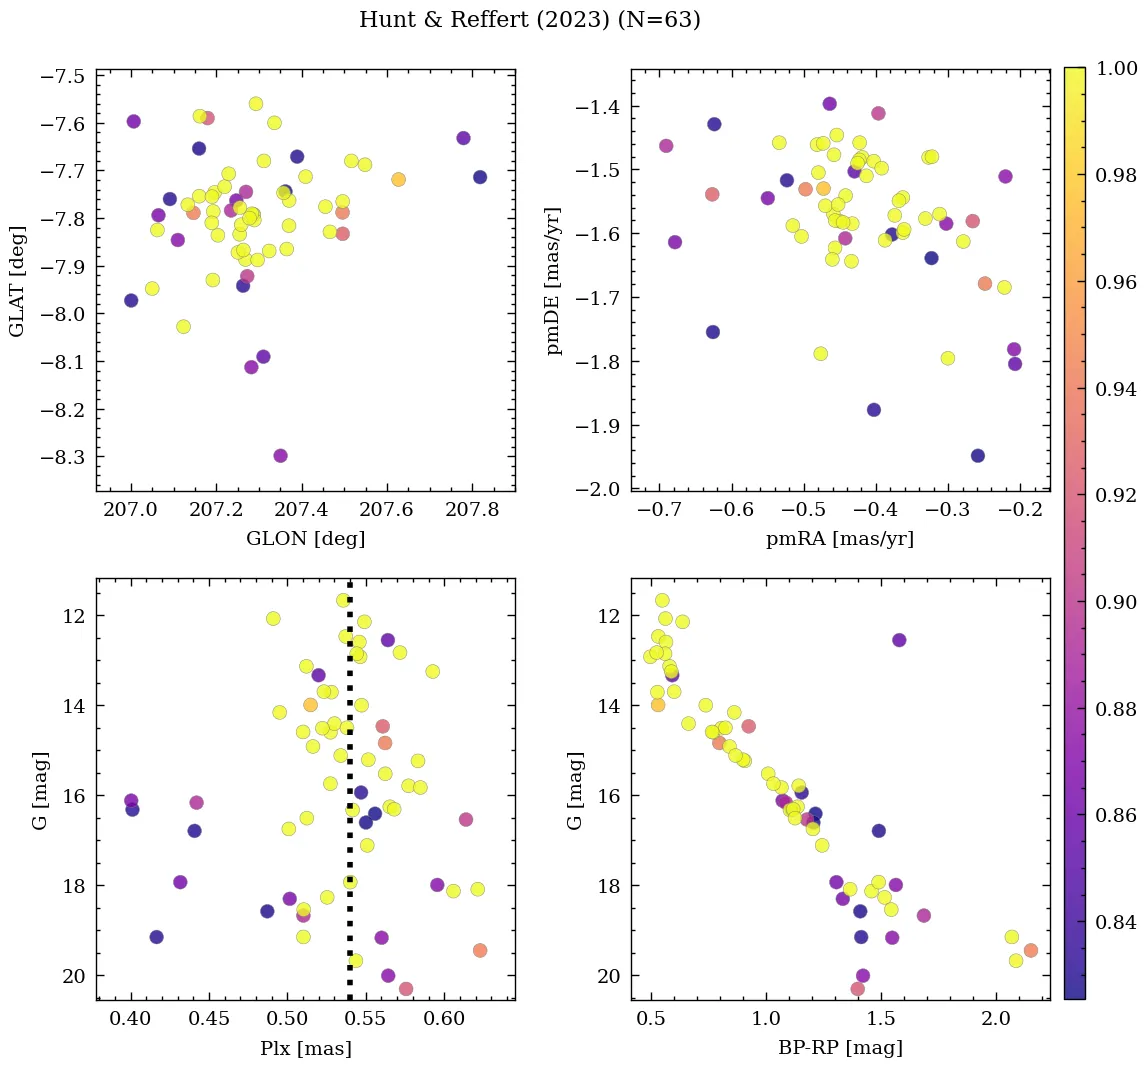 Hunt & Reffert (2023) (N=63)
−7.5
−7.6
−7.7
−7.8
−7.9
−8.0
−8.1
−8.2
−8.3
GLAT [deg]
207.0 207.2 207.4 207.6 207.8
GLON [deg]
−1.4
−1.5
−1.6
−1.7
−1.8
−1.9
−2.0
pmDE [mas/yr]
−0.7 −0.6 −0.5 −0.4 −0.3 −0.2
pmRA [mas/yr]
12
14
16
18
20
G [mag]
0.40 0.45 0.50 0.55 0.60
Plx [mas]
12
14
16
18
20
G [mag]
0.5 1.0 1.5 2.0
BP-RP [mag]
1.00
0.98
0.96
0.94
0.92
0.90
0.88
0.86
0.84